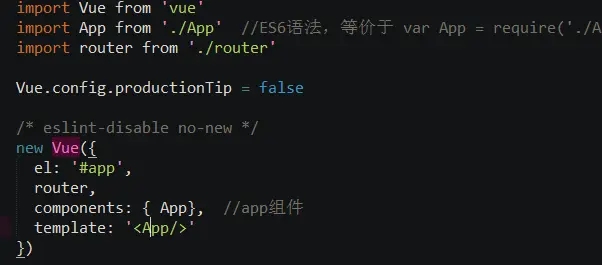 import Vue from 'vue'
import App from './App'  //ES6语法，等价于 var App = require('./A
import router from './router'
Vue.config.productionTip = false
/* eslint-disable no-new */
new Vue({
  el: '#app',
  router,
  components: { App},  //app组件
  template: '<App/>'
})